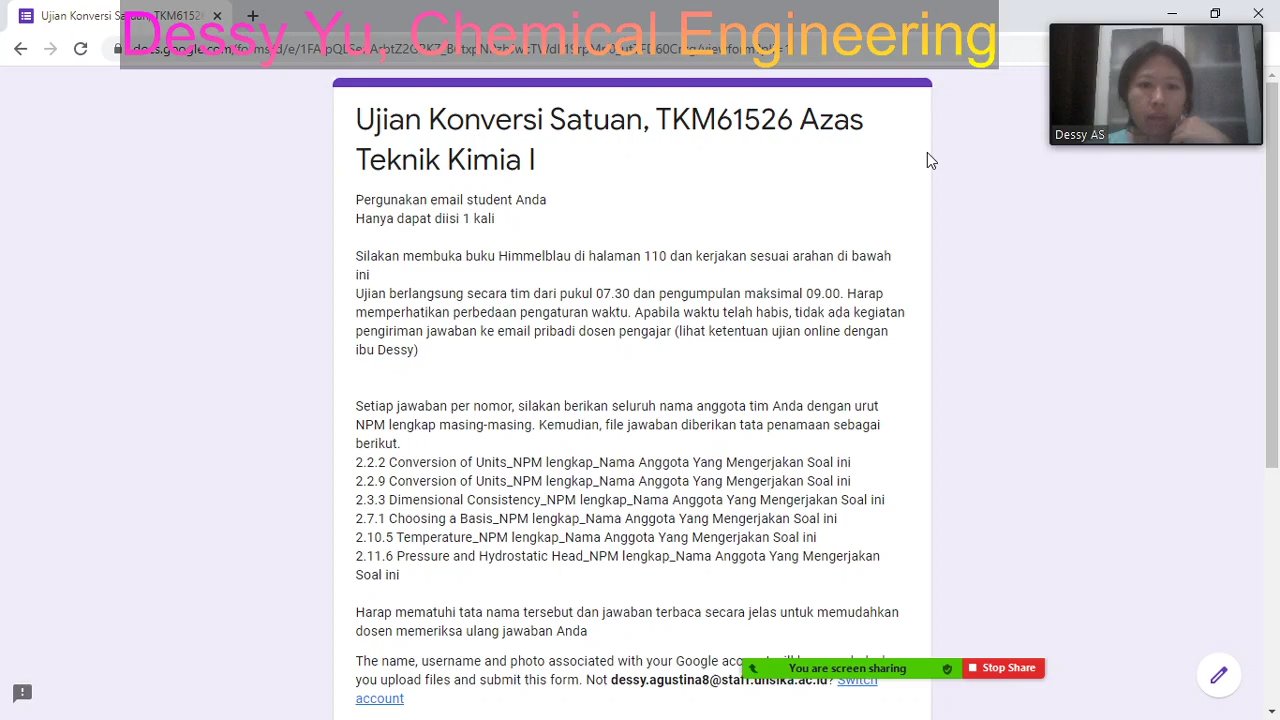 Ujian Konversi Satuan, TKM61526
Dessy Yu, Chemical Engineering
Dessy AS
Ujian Konversi Satuan, TKM61526 Azas
Teknik Kimia I
Pergunakan email student Anda
Hanya dapat diisi 1 kali
Silakan membuka buku Himmelblau di halaman 110 dan kerjakan sesuai arahan di bawah
ini
Ujian berlangsung secara tim dari pukul 07.30 dan pengumpulan maksimal 09.00. Harap
memperhatikan perbedaan pengaturan waktu. Apabila waktu telah habis, tidak ada kegiatan
pengiriman jawaban ke email pribadi dosen pengajar (lihat ketentuan ujian online dengan
ibu Dessy)
Setiap jawaban per nomor, silakan berikan seluruh nama anggota tim Anda dengan urut
NPM lengkap masing-masing. Kemudian, file jawaban diberikan tata penamaan sebagai
berikut.
2.2.2 Conversion of Units_NPM lengkap_Nama Anggota Yang Mengerjakan Soal ini
2.2.9 Conversion of Units_NPM lengkap_Nama Anggota Yang Mengerjakan Soal ini
2.3.3 Dimensional Consistency_NPM lengkap_Nama Anggota Yang Mengerjakan Soal ini
2.7.1 Choosing a Basis_NPM lengkap_Nama Anggota Yang Mengerjakan Soal ini
2.10.5 Temperature_NPM lengkap_Nama Anggota Yang Mengerjakan Soal ini
2.11.6 Pressure and Hydrostatic Head_NPM lengkap_Nama Anggota Yang Mengerjakan
Soal ini
Harap mematuhi tata nama tersebut dan jawaban terbaca secara jelas untuk memudahkan
dosen memeriksa ulang jawaban Anda
The name, username and photo associated with your Google
You are screen sharing
Stop Share
you upload files and submit this form. Not dessy.agustina8@staff.unsika.ac.id? Switch
account